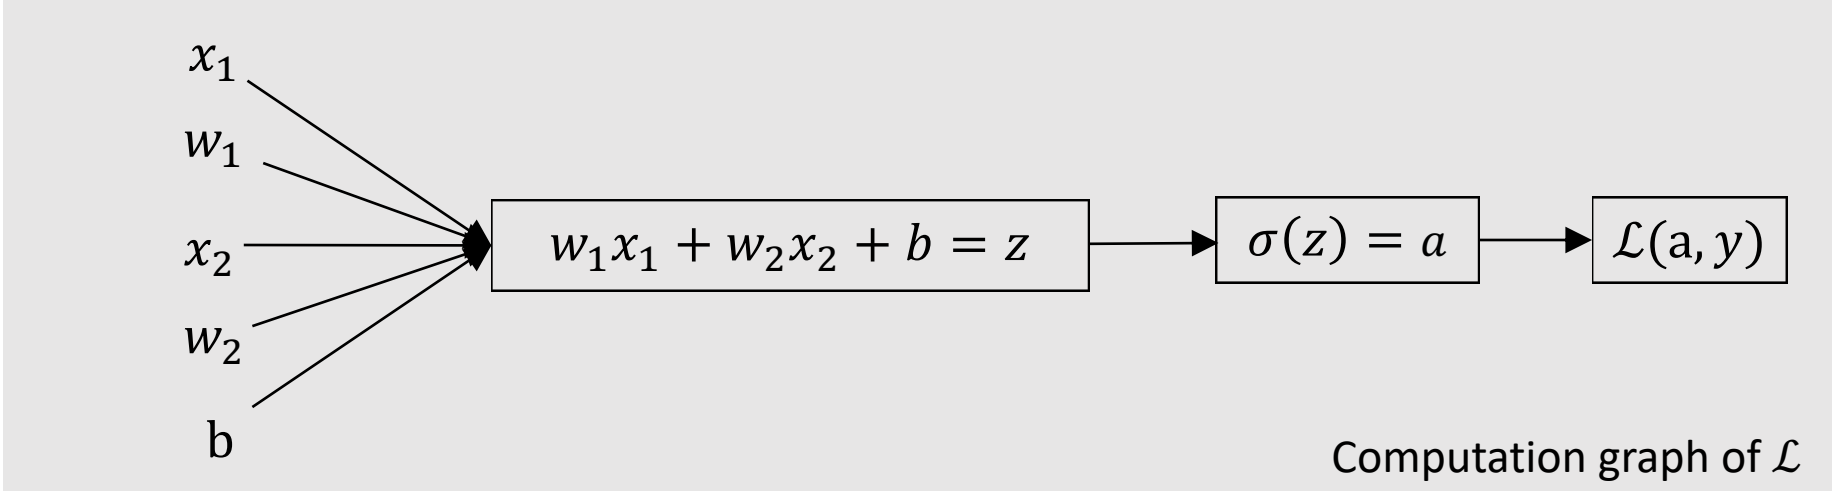 x₁
w₁
x₂
w₂
b
w₁x₁ + w₂x₂ + b = z
σ(z) = a
ℒ(a, y)
Computation graph of ℒ